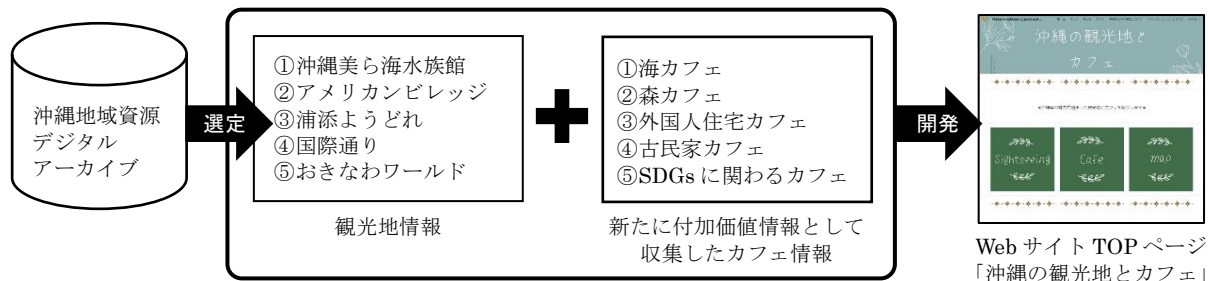 沖縄地域資源
デジタル
アーカイブ
選定
①沖縄美ら海水族館
②アメリカンビレッジ
③浦添ようどれ
④国際通り
⑤おきなわワールド
観光地情報
①海カフェ
②森カフェ
③外国人住宅カフェ
④古民家カフェ
⑤SDGsに関わるカフェ
新たに付加価値情報として
収集したカフェ情報
開発
沖縄の観光地と
カフェ
Sightseeing
Cafe
map
Web サイト TOP ページ
「沖縄の観光地とカフェ」